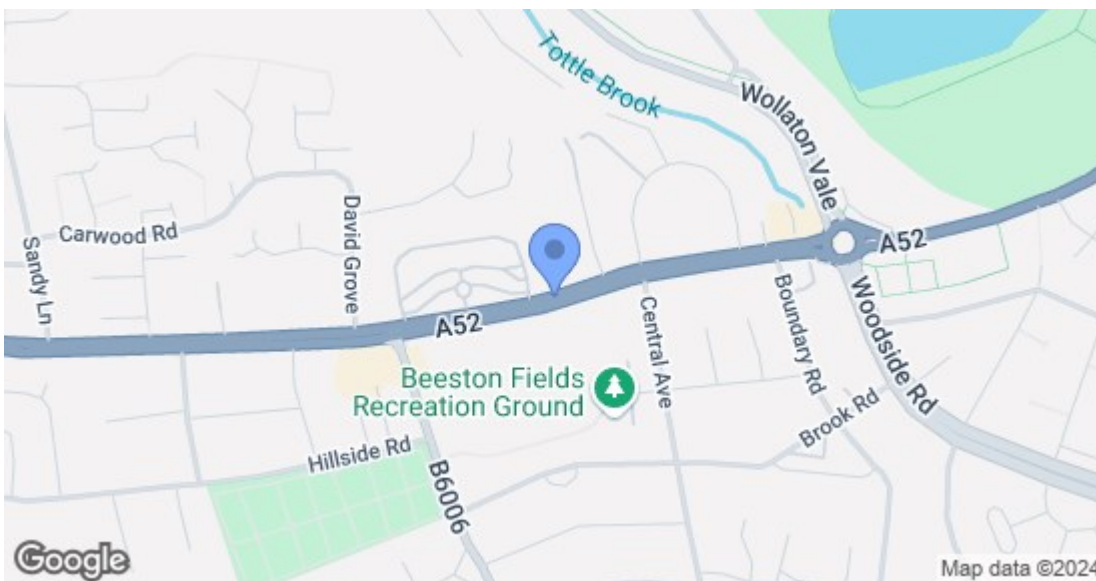 Tottle Brook
Wollaton Vale
David Grove
Carwood Rd
Sandy Ln
A52
A52
Central Ave
Boundary Rd
Woodside Rd
Beeston Fields
Recreation Ground
Brook Rd
Hillside Rd
B6006
Google
Map data ©2024